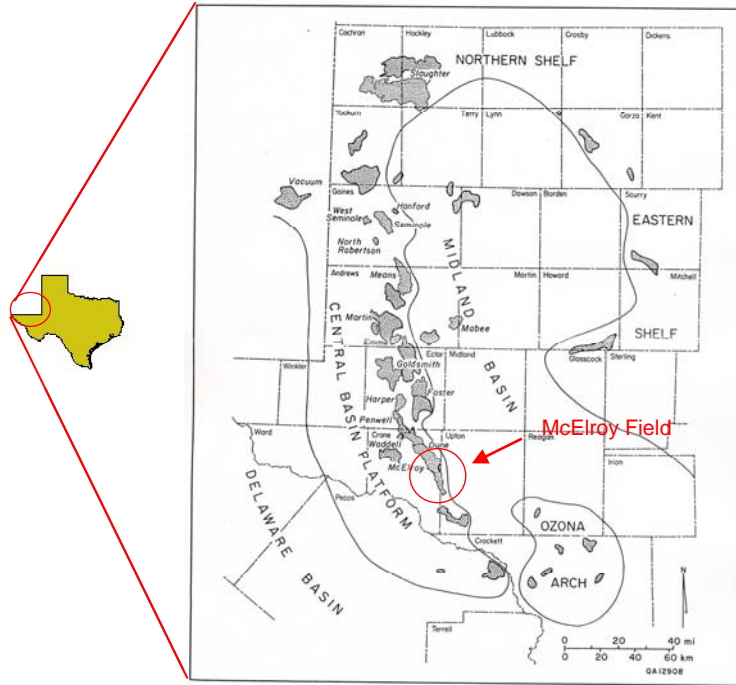 Cochran Hockley Lubbock Crosby Dickens
NORTHERN SHELF
Slaughter
Yoakum Terry Lynn Garza Kent
Vacuum
Gaines Dawson Borden Scurry
West Seminole
Hanford
Seminole
EASTERN
North Robertson
MIDLAND
Andrews Means Martin Howard Mitchell
CENTRAL BASIN PLATFORM
Martin
Mabee
SHELF
Emma
Ector Midland Glasscock Sterling
Goldsmith
Winkler
BASIN
Harper
Foster
Penwell
McElroy Field
Ward Crane Upton Reagan
Waddell
Dune
McElroy
Irion
DELAWARE BASIN
Pecos
OZONA
Crockett
ARCH
N
Terrell
0 20 40 mi
0 20 40 60 km
QA12908